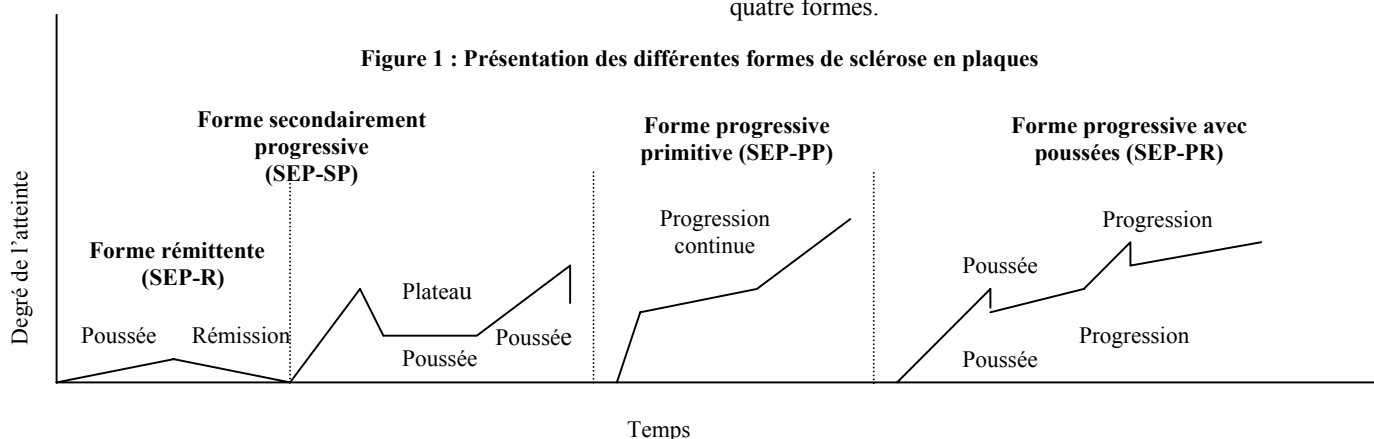 quatre formes.
Figure 1 : Présentation des différentes formes de sclérose en plaques
Degré de l'atteinte
Forme rémittente
(SEP-R)
Poussée
Rémission
Forme secondairement
progressive
(SEP-SP)
Plateau
Poussée
Poussée
Forme progressive
primitive (SEP-PP)
Progression
continue
Forme progressive avec
poussées (SEP-PR)
Progression
Poussée
Progression
Poussée
Temps